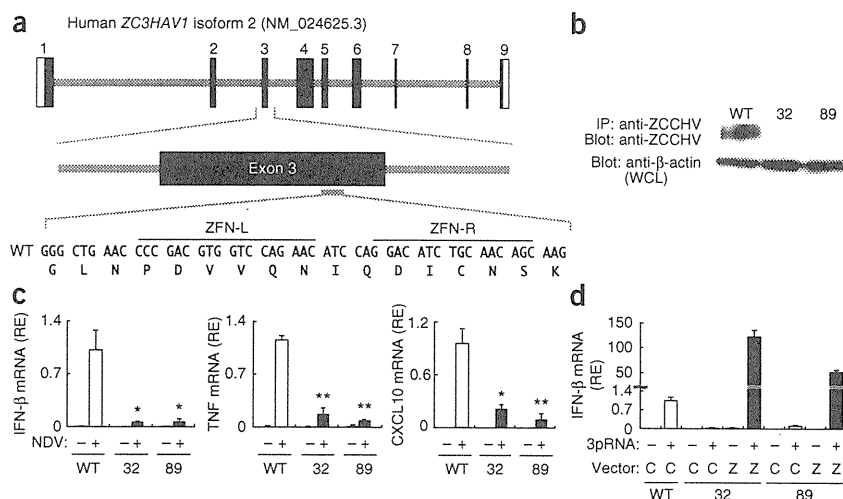 a
Human ZC3HAV1 isoform 2 (NM_024625.3)
1 2 3 4 5 6 7 8 9
Exon 3
ZFN-L ZFN-R
WT GGG CTG AAC CCC GAC GTG GTC CAG AAC ATC CAG GAC ATC TGC AAC AGC AAG
G L N P D V V Q N I Q D I C N S K
b
WT 32 89
IP: anti-ZCCHV
Blot: anti-ZCCHV
Blot: anti-β-actin
(WCL)
c
IFN-β mRNA (RE)
1.4
0.7
0
* *
NDV: – + – + – +
WT 32 89
TNF mRNA (RE)
1.4
0.7
0
** **
– + – + – +
WT 32 89
CXCL10 mRNA (RE)
1.2
0.6
0
* **
– + – + – +
WT 32 89
d
IFN-β mRNA
(RE)
150
100
50
1.4
0.7
0
3pRNA: – + – + – + – + – +
Vector: C C C C Z Z C C Z Z
WT 32 89